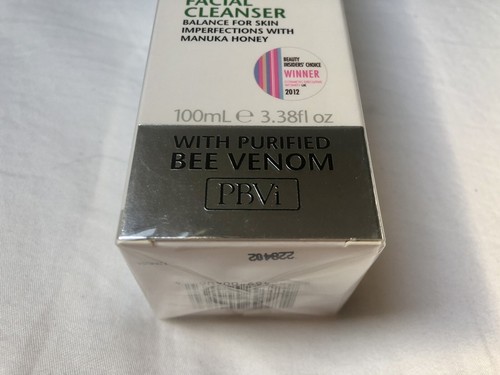 FACIAL
CLEANSER
BALANCE FOR SKIN
IMPERFECTIONS WITH
MANUKA HONEY
BEAUTY
INSIDERS' CHOICE
WINNER
2012
100mL e 3.38fl oz
WITH PURIFIED
BEE VENOM
PBVi
228402